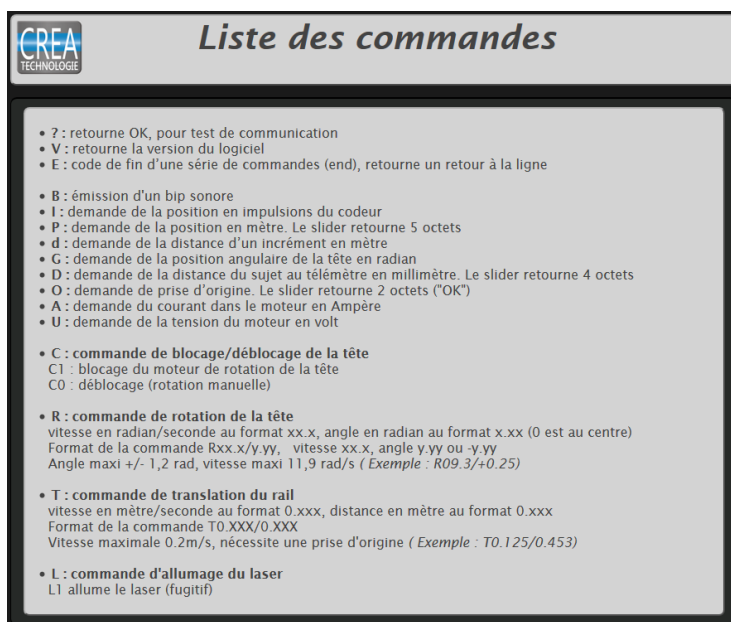 CREA
TECHNOLOGIE
Liste des commandes
• ? : retourne OK, pour test de communication
• V : retourne la version du logiciel
• E : code de fin d'une série de commandes (end), retourne un retour à la ligne
• B : émission d'un bip sonore
• I : demande de la position en impulsions du codeur
• P : demande de la position en mètre. Le slider retourne 5 octets
• d : demande de la distance d'un incrément en mètre
• G : demande de la position angulaire de la tête en radian
• D : demande de la distance du sujet au télémètre en millimètre. Le slider retourne 4 octets
• O : demande de prise d'origine. Le slider retourne 2 octets ("OK")
• A : demande du courant dans le moteur en Ampère
• U : demande de la tension du moteur en volt
• C : commande de blocage/déblocage de la tête
C1 : blocage du moteur de rotation de la tête
C0 : déblocage (rotation manuelle)
• R : commande de rotation de la tête
vitesse en radian/seconde au format xx.x, angle en radian au format x.xx (0 est au centre)
Format de la commande Rxx.x/y.yy, vitesse xx.x, angle y.yy ou -y.yy
Angle maxi +/- 1,2 rad, vitesse maxi 11,9 rad/s ( Exemple : R09.3/+0.25)
• T : commande de translation du rail
vitesse en mètre/seconde au format 0.xxx, distance en mètre au format 0.xxx
Format de la commande T0.XXX/0.XXX
Vitesse maximale 0.2m/s, nécessite une prise d'origine ( Exemple : T0.125/0.453)
• L : commande d'allumage du laser
L1 allume le laser (fugitif)